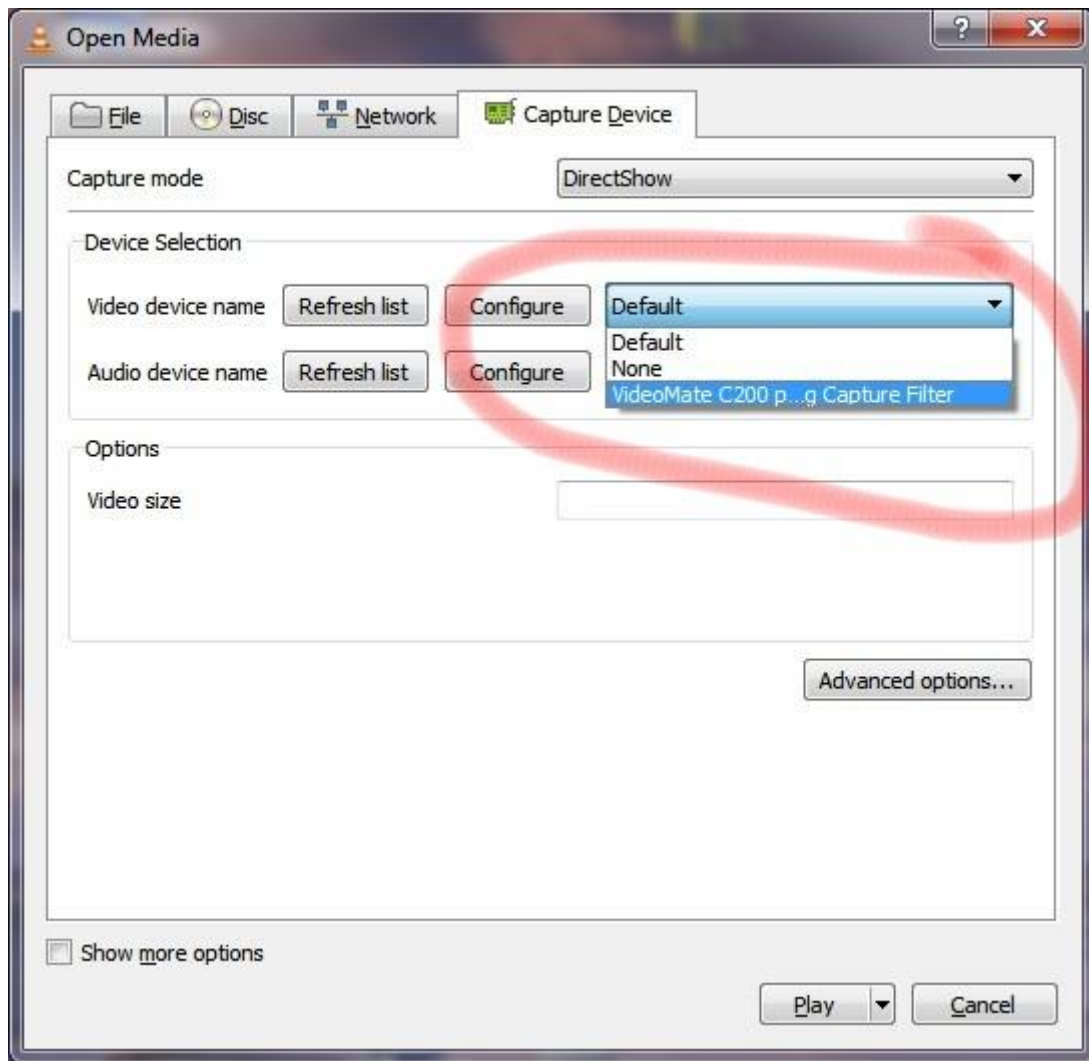 Open Media
? X
File Disc Network Capture Device
Capture mode DirectShow
Device Selection
Video device name Refresh list Configure Default
Default
Audio device name Refresh list Configure None
VideoMate C200 p...g Capture Filter
Options
Video size
Advanced options...
Show more options
Play Cancel